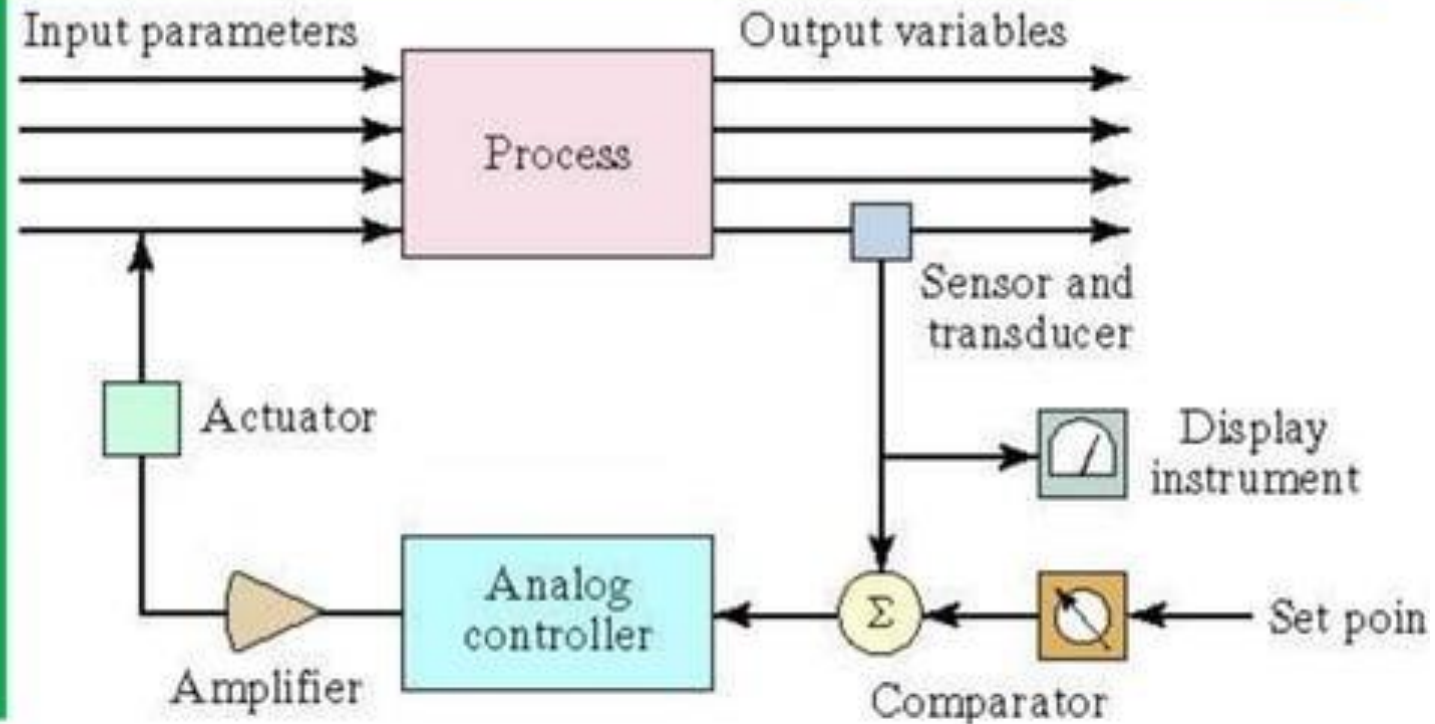 Input parameters
Output variables
Process
Sensor and
transducer
Actuator
Display
instrument
Analog
controller
Σ
Set poin
Amplifier
Comparator